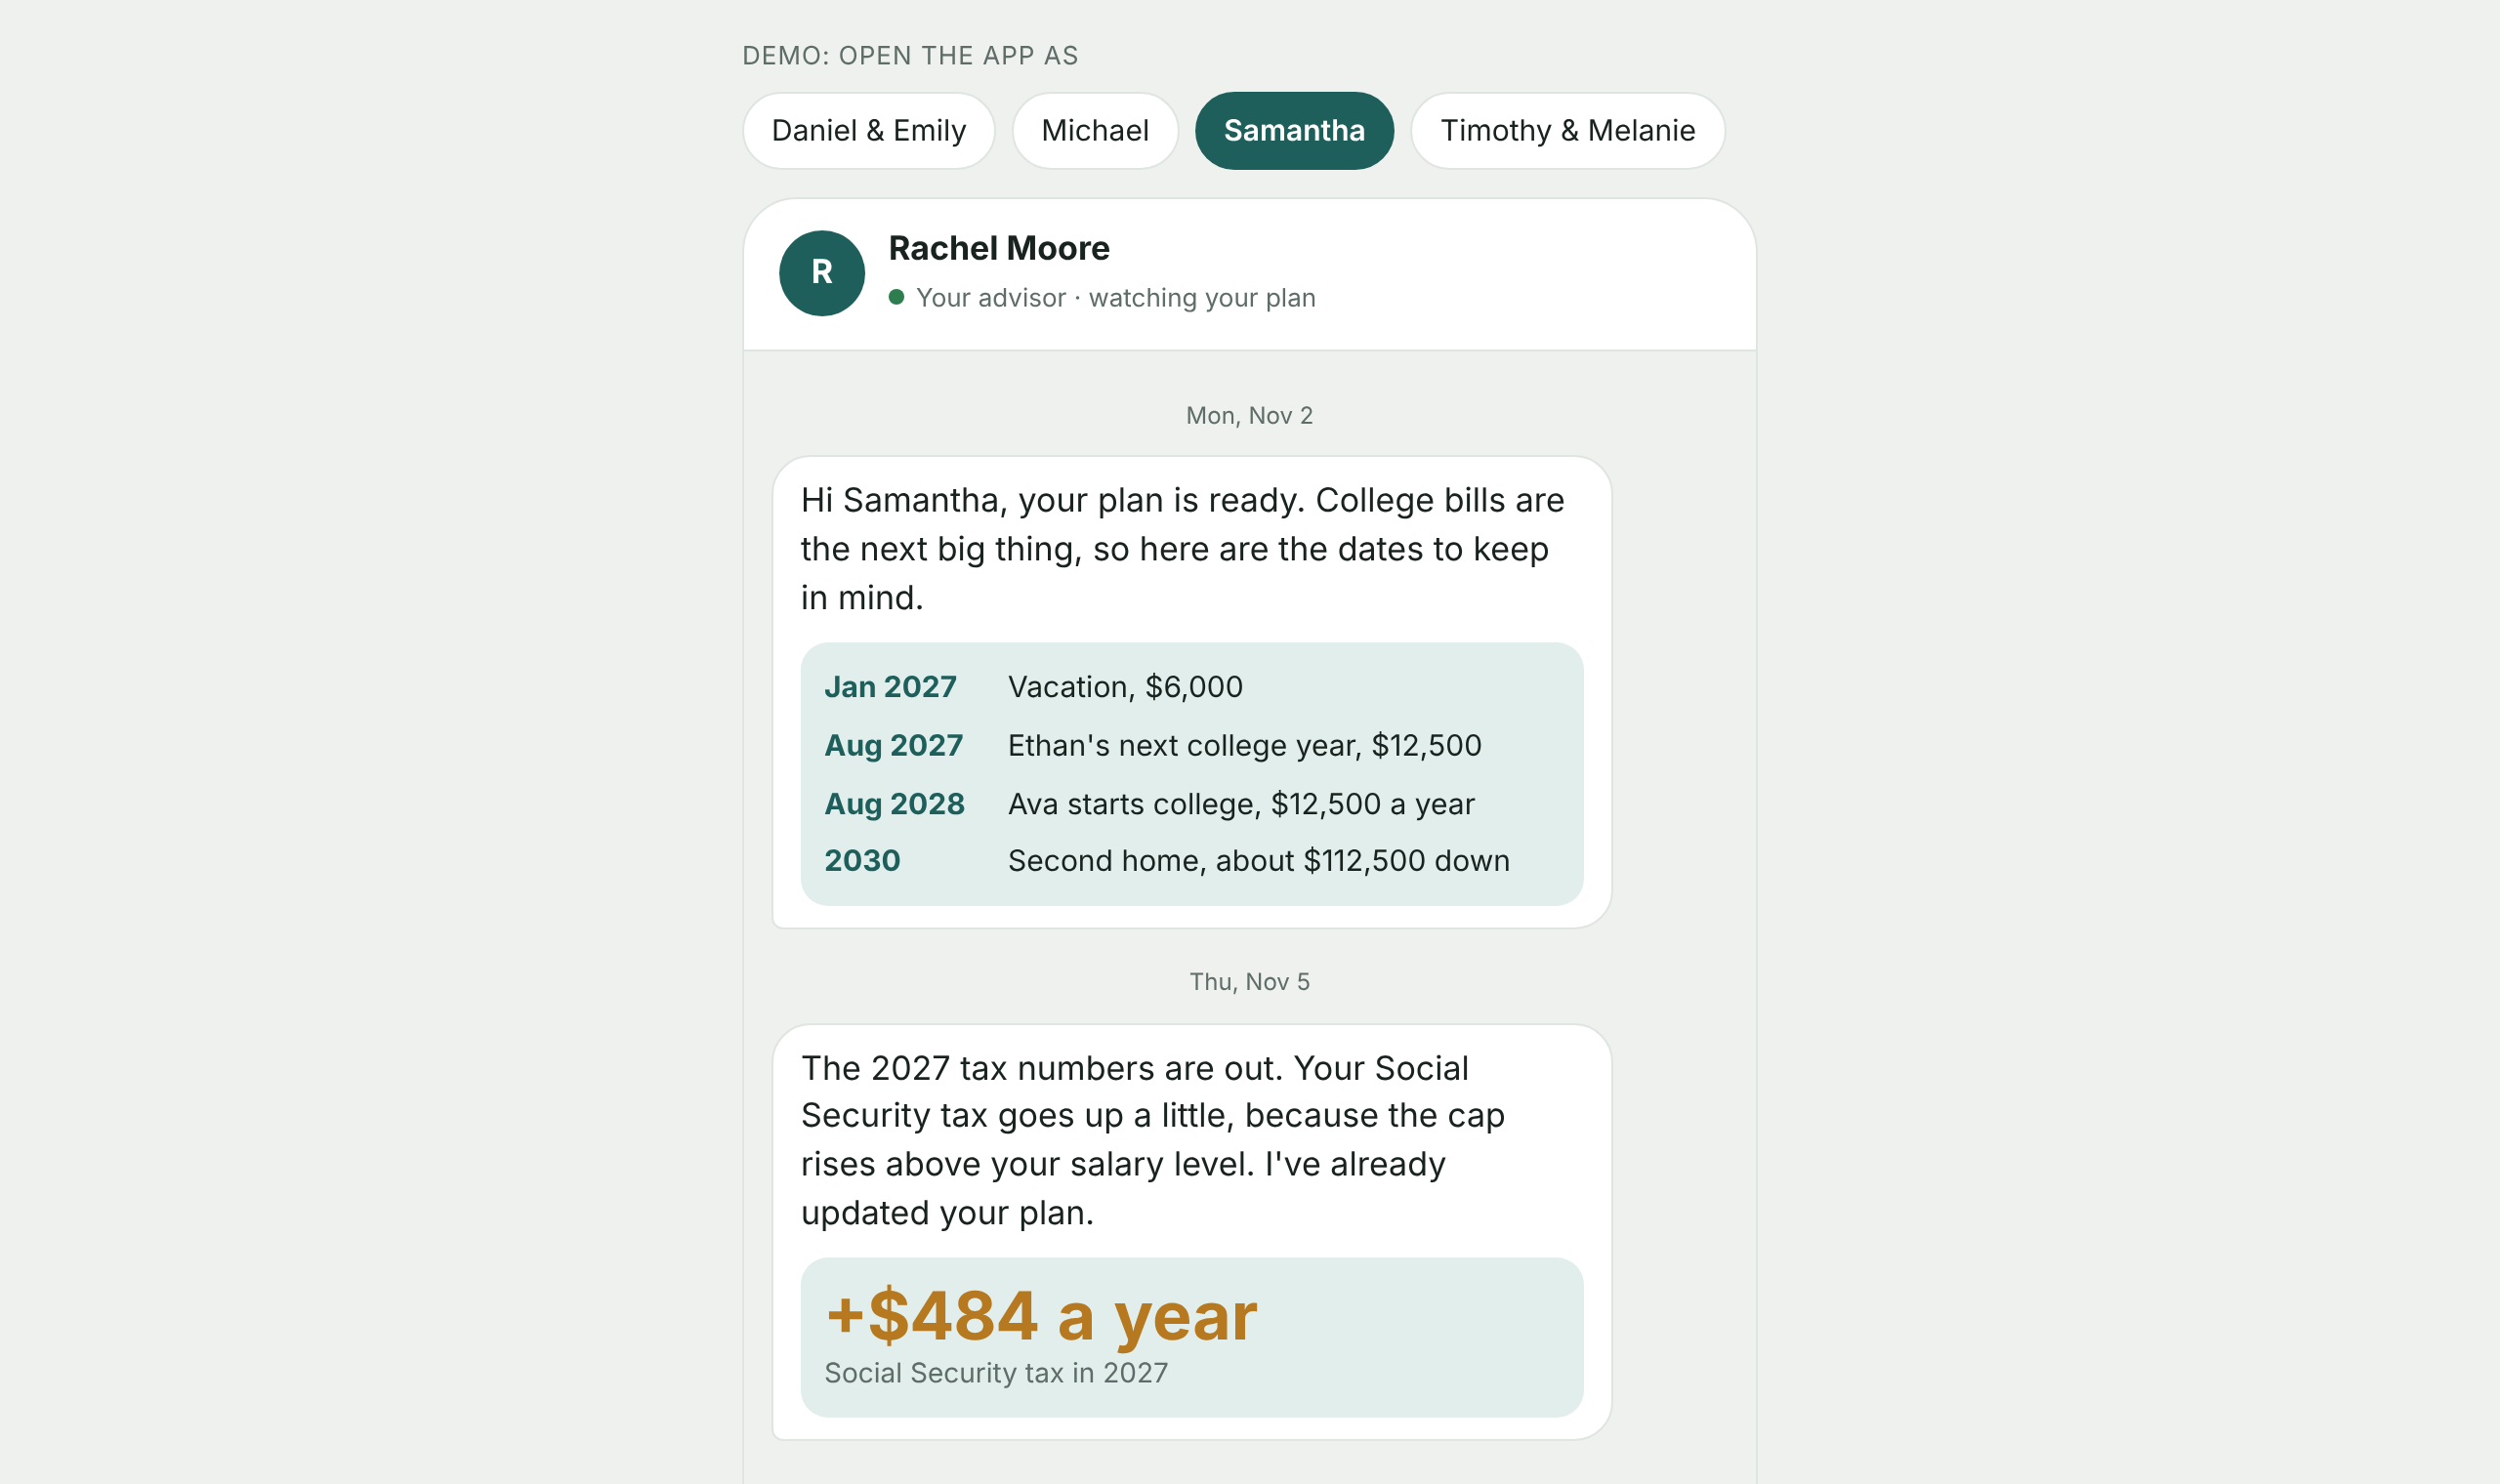 DEMO: OPEN THE APP AS
Daniel & Emily
Michael
Samantha
Timothy & Melanie
R
Rachel Moore
Your advisor · watching your plan
Mon, Nov 2
Hi Samantha, your plan is ready. College bills are
the next big thing, so here are the dates to keep
in mind.
Jan 2027 Vacation, $6,000
Aug 2027 Ethan's next college year, $12,500
Aug 2028 Ava starts college, $12,500 a year
2030 Second home, about $112,500 down
Thu, Nov 5
The 2027 tax numbers are out. Your Social
Security tax goes up a little, because the cap
rises above your salary level. I've already
updated your plan.
+$484 a year
Social Security tax in 2027